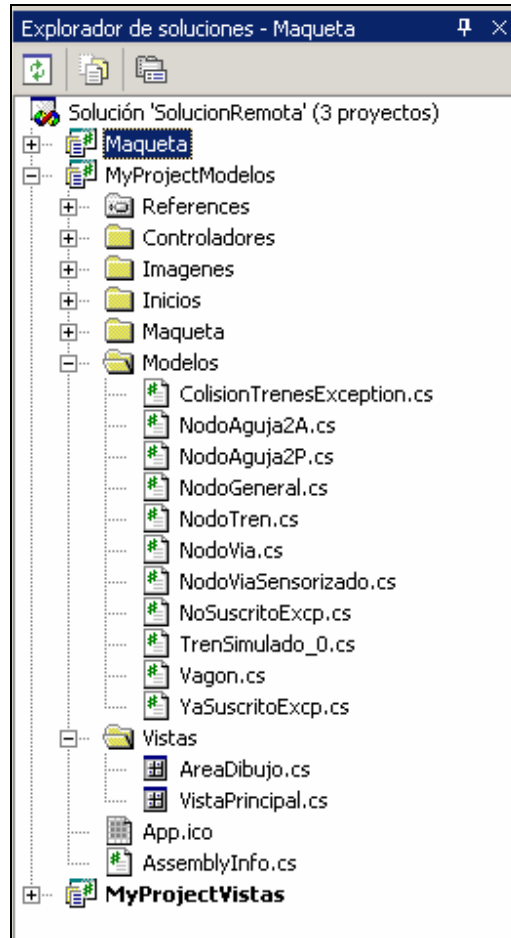 Explorador de soluciones - Maqueta
Solución 'SolucionRemota' (3 proyectos)
Maqueta
MyProjectModelos
References
Controladores
Imagenes
Inicios
Maqueta
Modelos
ColisionTrenesException.cs
NodoAguja2A.cs
NodoAguja2P.cs
NodoGeneral.cs
NodoTren.cs
NodoVia.cs
NodoViaSensorizado.cs
NoSuscritoExcp.cs
TrenSimulado_0.cs
Vagon.cs
YaSuscritoExcp.cs
Vistas
AreaDibujo.cs
VistaPrincipal.cs
App.ico
AssemblyInfo.cs
MyProjectVistas